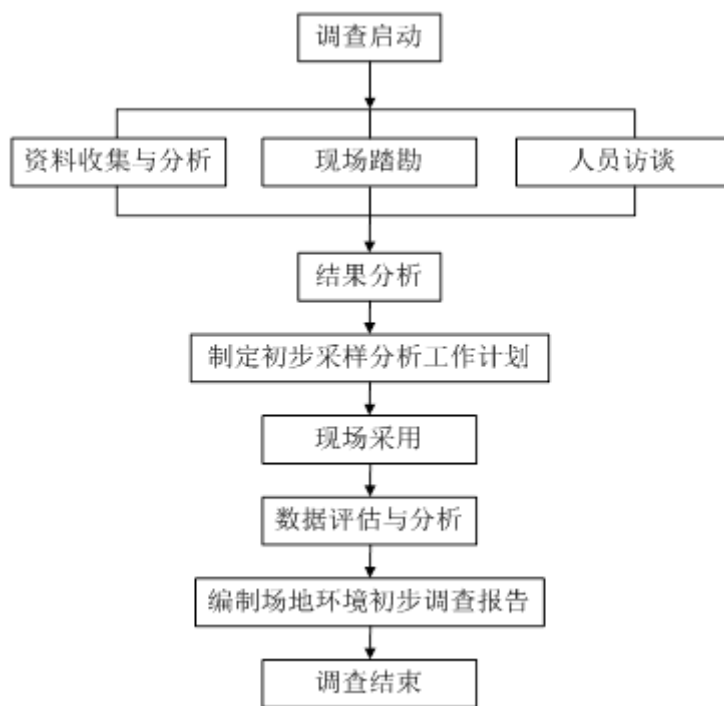 调查启动
资料收集与分析
现场踏勘
人员访谈
结果分析
制定初步采样分析工作计划
现场采用
数据评估与分析
编制场地环境初步调查报告
调查结束